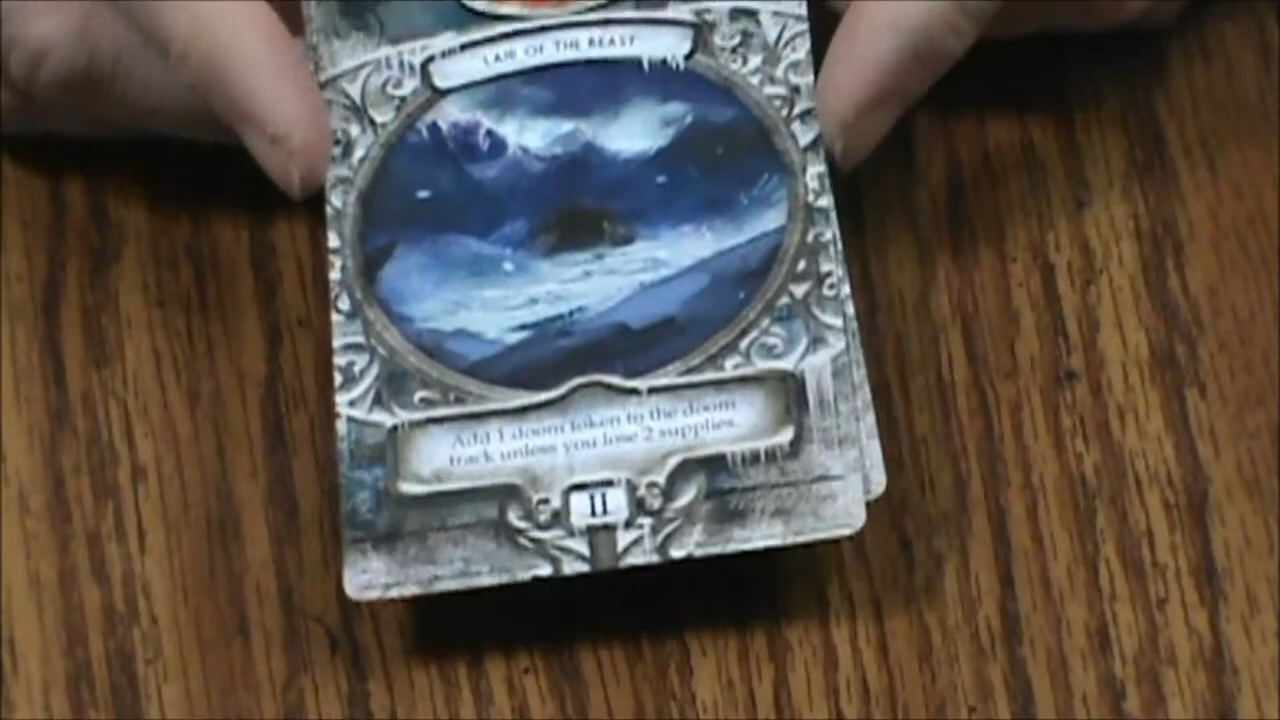 LAIR OF THE BEAST
Add 1 doom token to the doom
track unless you lose 2 supplies.
II